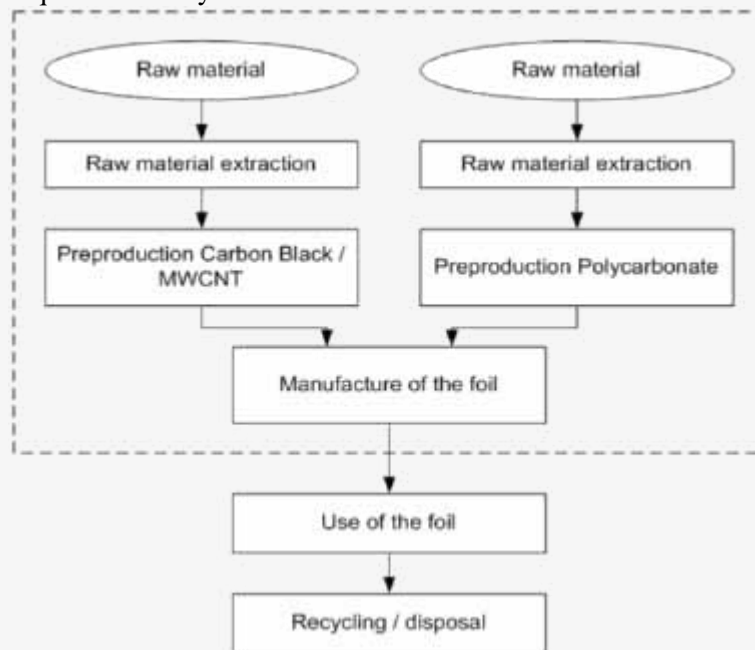 Raw material
Raw material
Raw material extraction
Raw material extraction
Preproduction Carbon Black /
MWCNT
Preproduction Polycarbonate
Manufacture of the foil
Use of the foil
Recycling / disposal